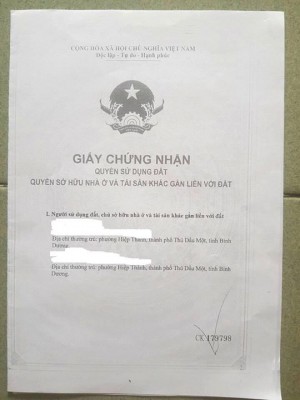 CỘNG HÒA XÃ HỘI CHỦ NGHĨA VIỆT NAM
Độc lập - Tự do - Hạnh phúc
GIẤY CHỨNG NHẬN
QUYỀN SỬ DỤNG ĐẤT
QUYỀN SỞ HỮU NHÀ Ở VÀ TÀI SẢN KHÁC GẮN LIỀN VỚI ĐẤT
I. Người sử dụng đất, chủ sở hữu nhà ở và tài sản khác gắn liền với đất
Địa chỉ thường trú: phường Hiệp Thành, thành phố Thủ Dầu Một, tỉnh Bình
Dương.
Địa chỉ thường trú: phường Hiệp Thành, thành phố Thủ Dầu Một, tỉnh Bình
Dương.
CK 179799